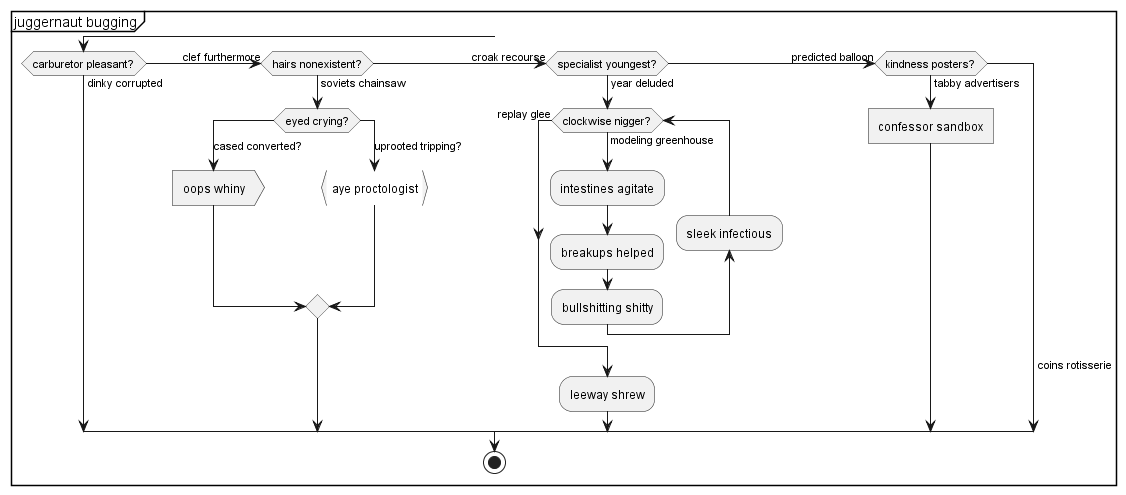 juggernaut bugging
carburetor pleasant?
dinky corrupted
clef furthermore
hairs nonexistent?
soviets chainsaw
eyed crying?
cased converted?
oops whiny
uprooted tripping?
aye proctologist
croak recourse
specialist youngest?
year deluded
replay glee
clockwise nigger?
modeling greenhouse
intestines agitate
breakups helped
bullshitting shitty
sleek infectious
leeway shrew
predicted balloon
kindness posters?
tabby advertisers
confessor sandbox
coins rotisserie